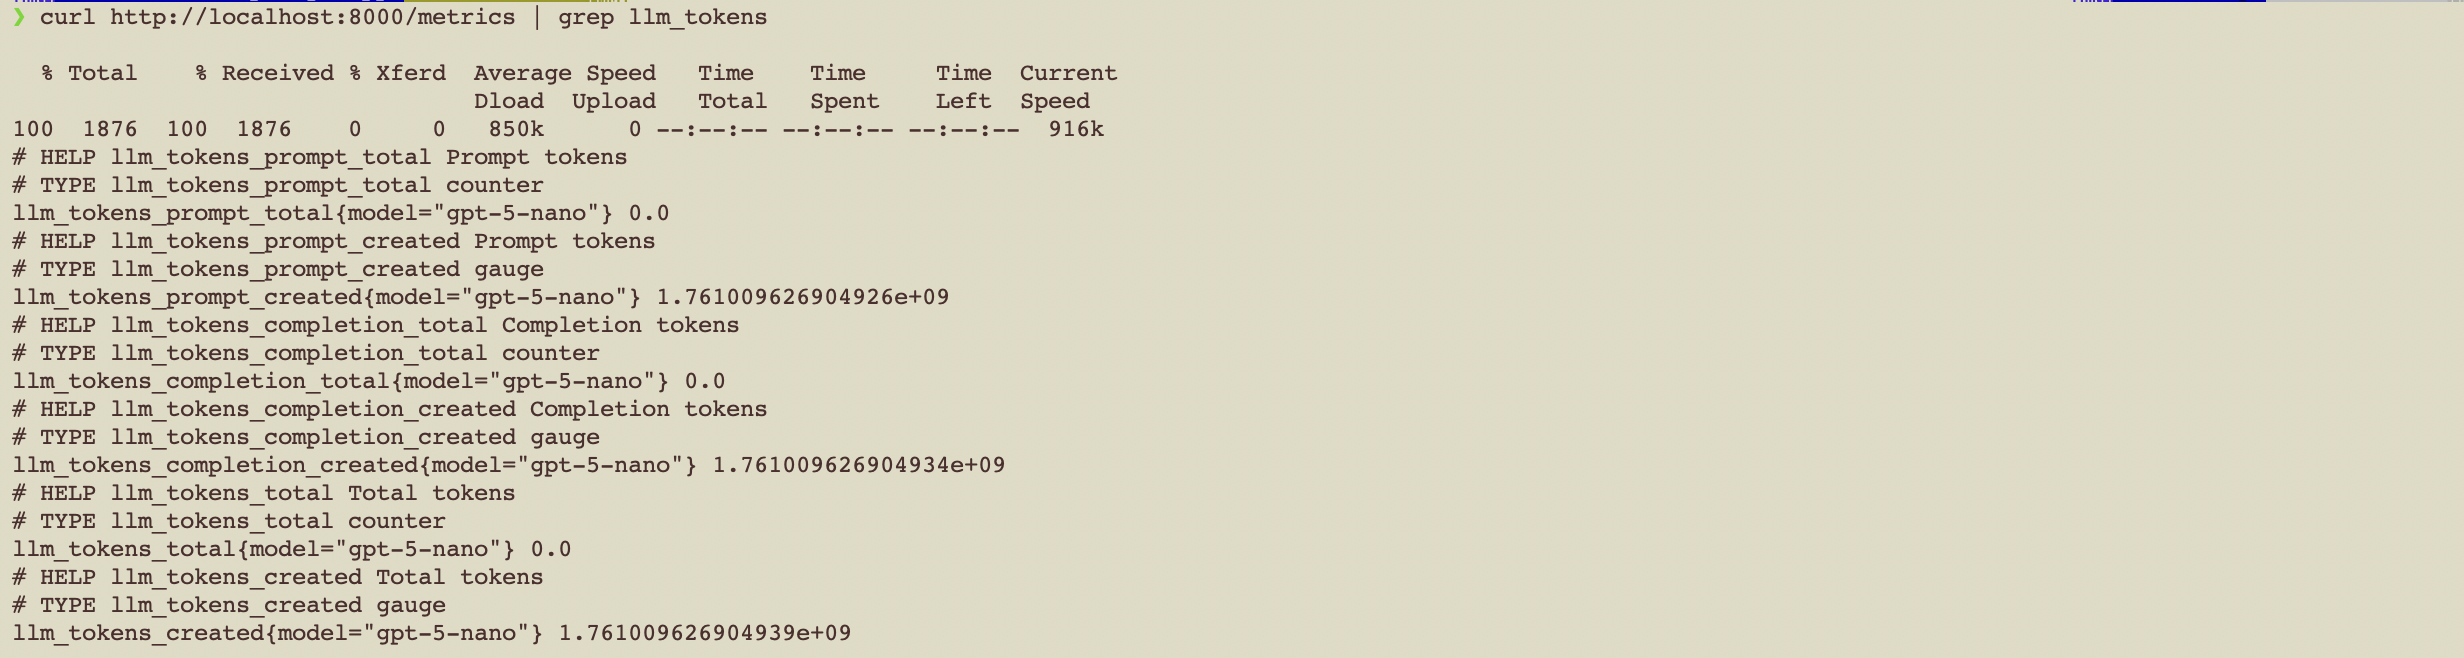 ❯ curl http://localhost:8000/metrics | grep llm_tokens
  % Total    % Received % Xferd  Average Speed   Time    Time     Time  Current
                                 Dload  Upload   Total   Spent    Left  Speed
100  1876  100  1876    0     0   850k      0 --:--:-- --:--:-- --:--:--  916k
# HELP llm_tokens_prompt_total Prompt tokens
# TYPE llm_tokens_prompt_total counter
llm_tokens_prompt_total{model="gpt-5-nano"} 0.0
# HELP llm_tokens_prompt_created Prompt tokens
# TYPE llm_tokens_prompt_created gauge
llm_tokens_prompt_created{model="gpt-5-nano"} 1.761009626904926e+09
# HELP llm_tokens_completion_total Completion tokens
# TYPE llm_tokens_completion_total counter
llm_tokens_completion_total{model="gpt-5-nano"} 0.0
# HELP llm_tokens_completion_created Completion tokens
# TYPE llm_tokens_completion_created gauge
llm_tokens_completion_created{model="gpt-5-nano"} 1.761009626904934e+09
# HELP llm_tokens_total Total tokens
# TYPE llm_tokens_total counter
llm_tokens_total{model="gpt-5-nano"} 0.0
# HELP llm_tokens_created Total tokens
# TYPE llm_tokens_created gauge
llm_tokens_created{model="gpt-5-nano"} 1.761009626904939e+09